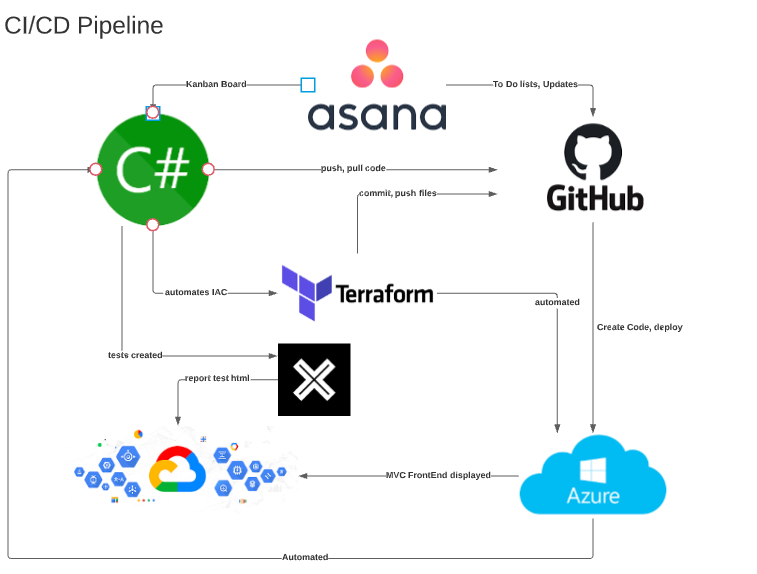 CI/CD Pipeline
Kanban Board
To Do lists, Updates
asana
C#
push, pull code
GitHub
commit, push files
automates IAC
Terraform
automated
Create Code, deploy
tests created
report test html
MVC FrontEnd displayed
Azure
Automated